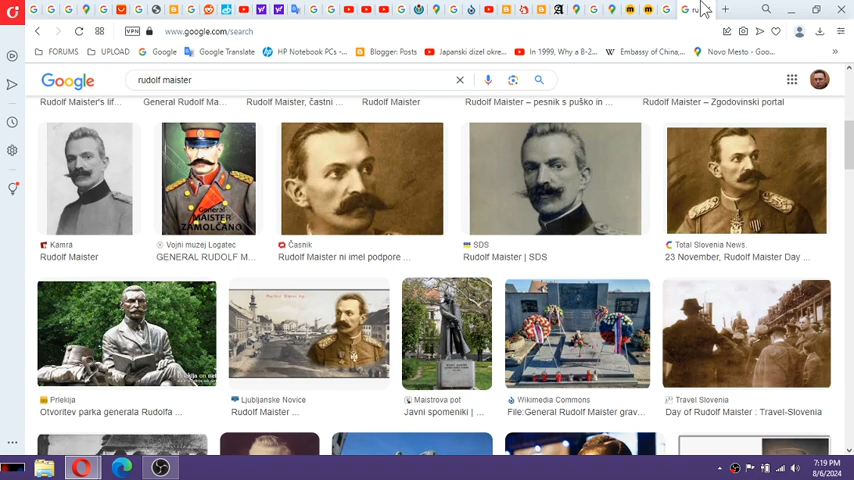 ru
www.google.com/search
VPN
FORUMS
UPLOAD
Google
Google Translate
HP Notebook PCs -...
Blogger: Posts
Japanski dizel okre...
In 1999, Why a B-2...
Embassy of China,...
Novo Mesto - Goo...
Google
rudolf maister
Rudolf Maister's lif...
General Rudolf Ma...
Rudolf Maister, častni ...
Rudolf Maister
Rudolf Maister – pesnik s puško in ...
Rudolf Maister – Zgodovinski portal
General
MAISTER
ZAMOLČANO
Kamra
Rudolf Maister
Vojni muzej Logatec
GENERAL RUDOLF M...
Časnik
Rudolf Maister ni imel podpore ...
SDS
Rudolf Maister | SDS
Total Slovenia News.
23 November, Rudolf Maister Day ...
Prlekija
Otvoritev parka generala Rudolfa ...
Ljubljanske Novice
Rudolf Maister ...
Maistrova pot
Javni spomeniki | ...
Wikimedia Commons
File:General Rudolf Maister grav...
Travel Slovenia
Day of Rudolf Maister : Travel-Slovenia
7:19 PM
8/6/2024